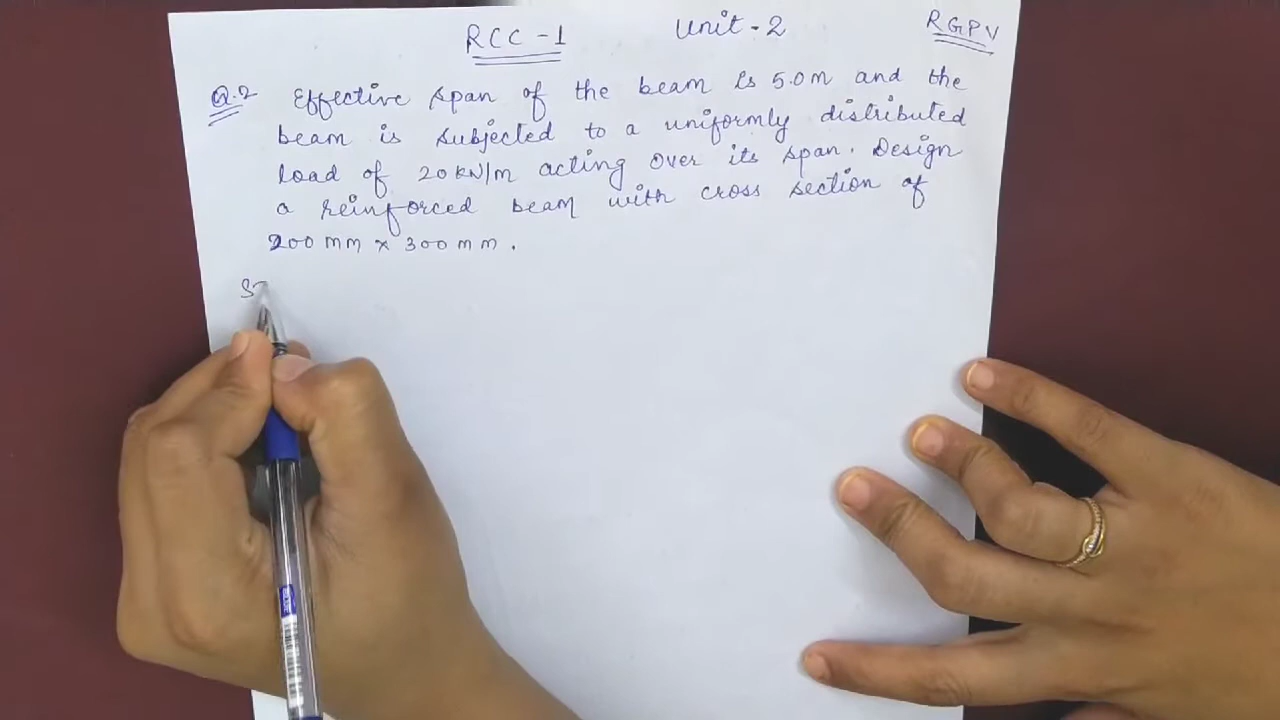 RCC - 1 Unit - 2 RGPV
Q.2 Effective span of the beam is 5.0m and the
beam is subjected to a uniformly distributed
load of 20 kN/m acting over its span. Design
a reinforced beam with cross section of
200 mm x 300 mm.